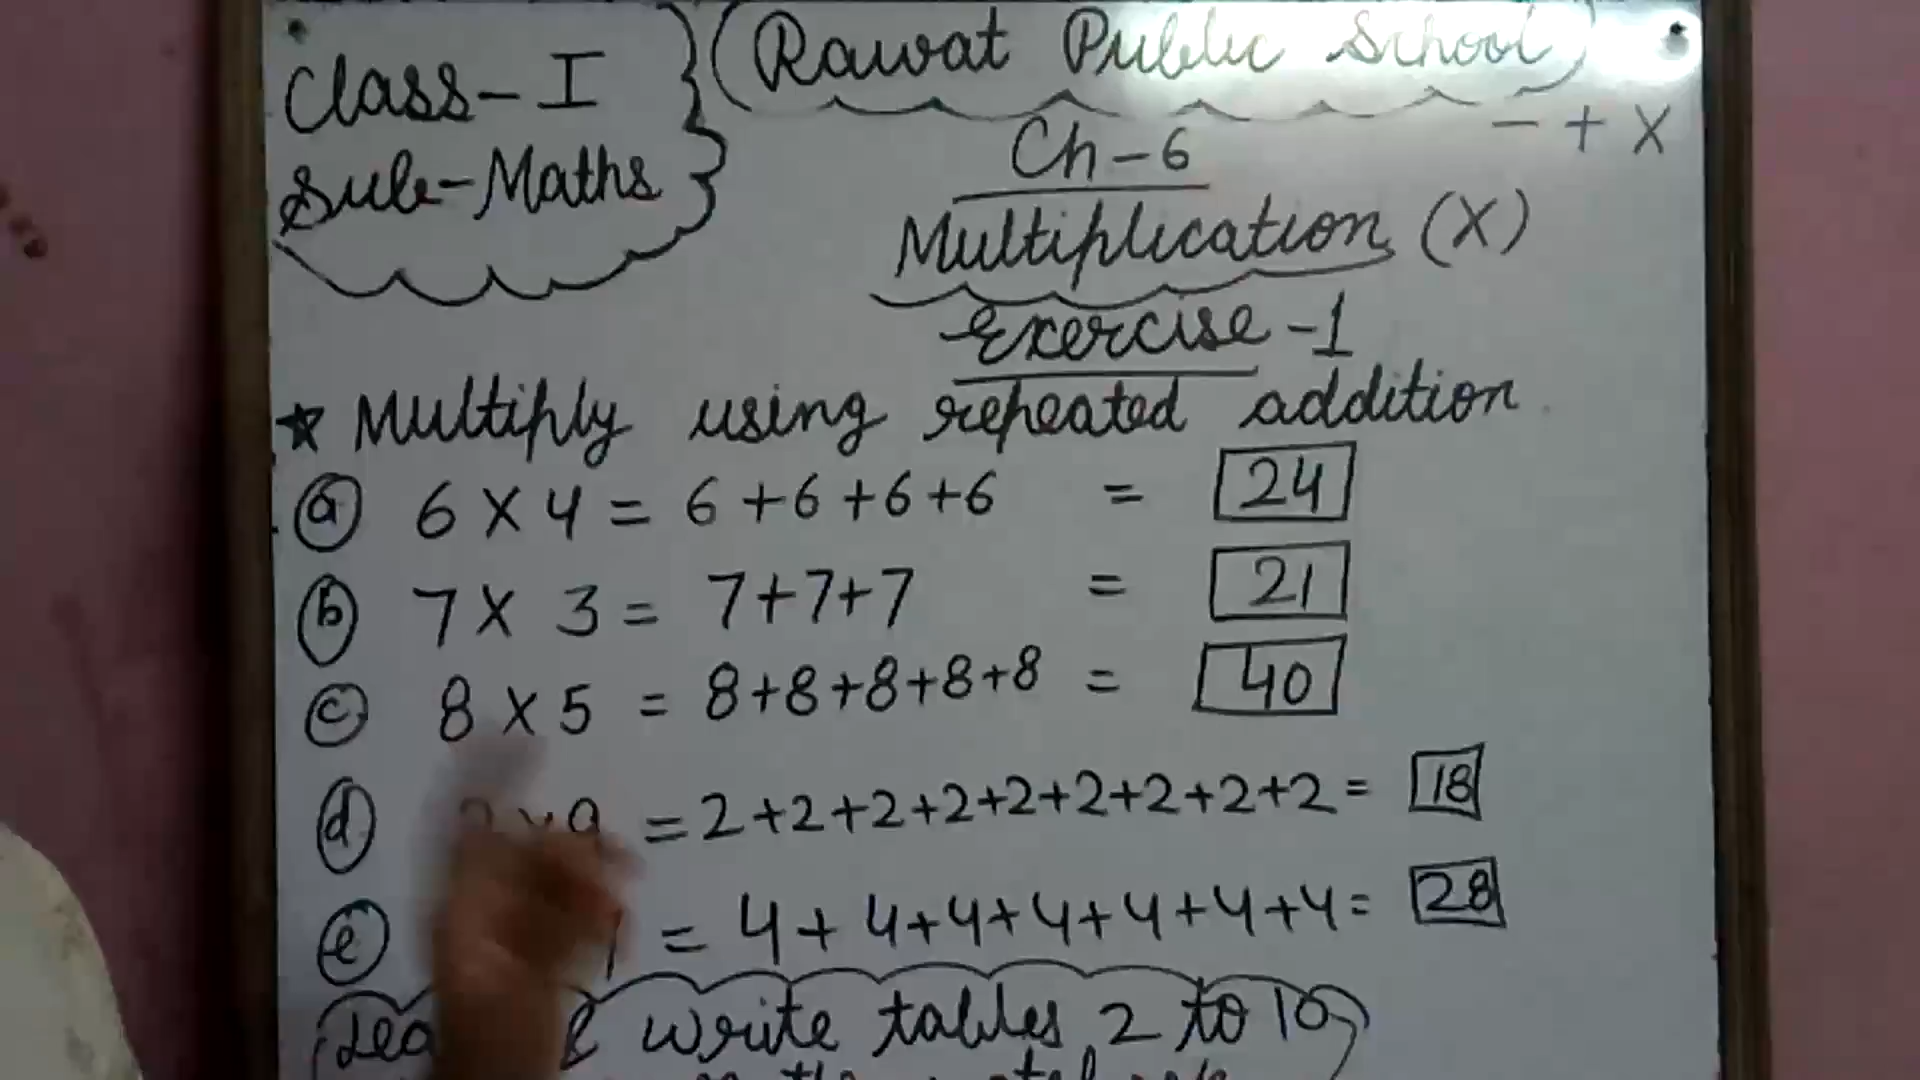 Class-I
Sub-Maths
(Rawat Public School)
- + X
Ch-6
Multiplication (X)
Exercise-1
★ Multiply using repeated addition
(a) 6 X 4 = 6+6+6+6 = 24
(b) 7 X 3 = 7+7+7 = 21
(c) 8 X 5 = 8+8+8+8+8 = 40
(d) 2 x 9 = 2+2+2+2+2+2+2+2+2 = 18
(e) = 4+4+4+4+4+4+4 = 28
write tables 2 to 10